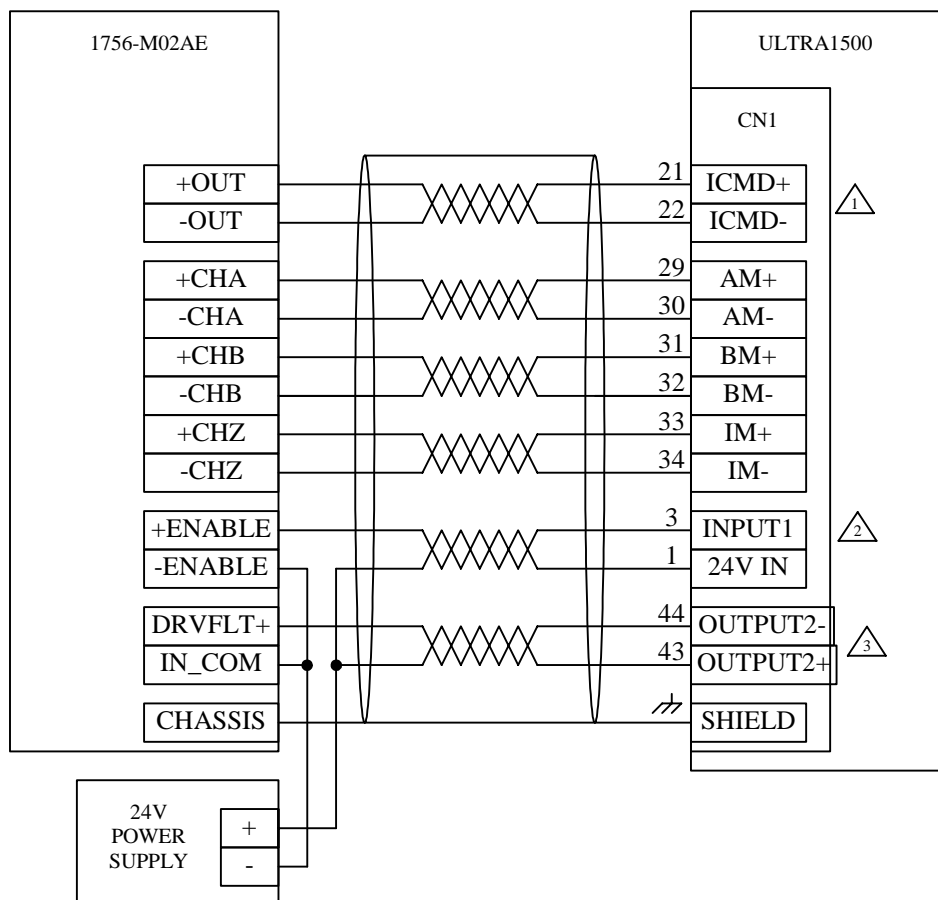 1756-M02AE
ULTRA1500
CN1
+OUT 21 ICMD+
-OUT 22 ICMD-
1
+CHA 29 AM+
-CHA 30 AM-
+CHB 31 BM+
-CHB 32 BM-
+CHZ 33 IM+
-CHZ 34 IM-
+ENABLE 3 INPUT1
-ENABLE 1 24V IN
2
DRVFLT+ 44 OUTPUT2-
IN_COM 43 OUTPUT2+
3
CHASSIS SHIELD
24V
POWER
SUPPLY
+
-